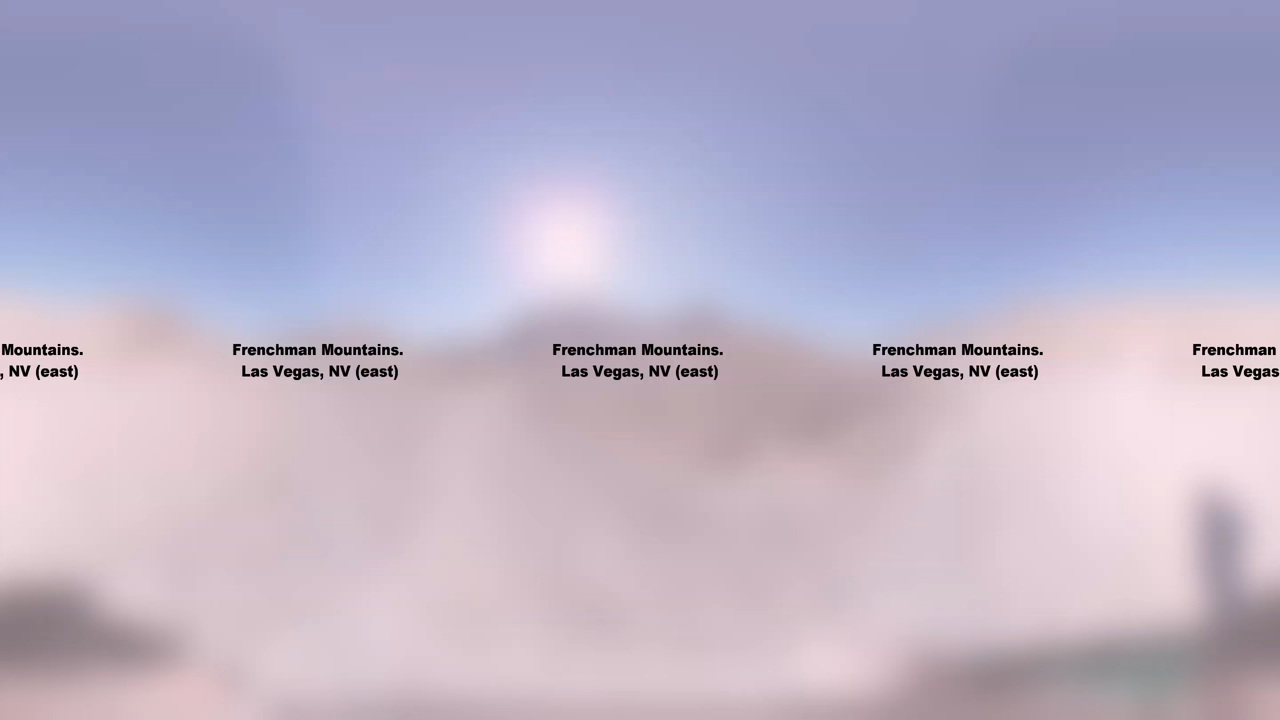 Mountains.
, NV (east)
Frenchman Mountains.
Las Vegas, NV (east)
Frenchman Mountains.
Las Vegas, NV (east)
Frenchman Mountains.
Las Vegas, NV (east)
Frenchman
Las Vegas